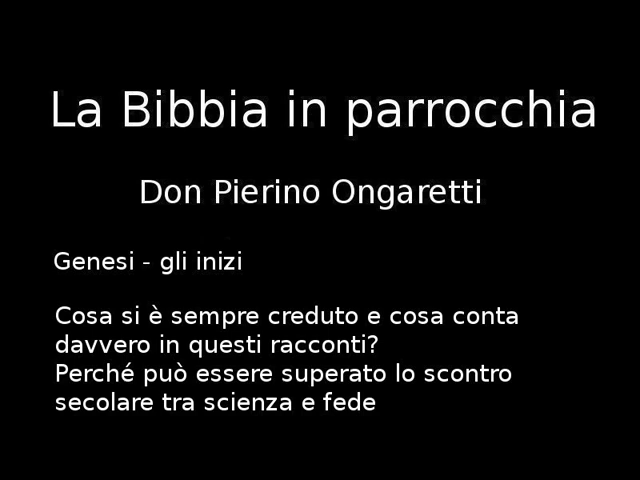 La Bibbia in parrocchia
Don Pierino Ongaretti
Genesi - gli inizi
Cosa si è sempre creduto e cosa conta
davvero in questi racconti?
Perché può essere superato lo scontro
secolare tra scienza e fede